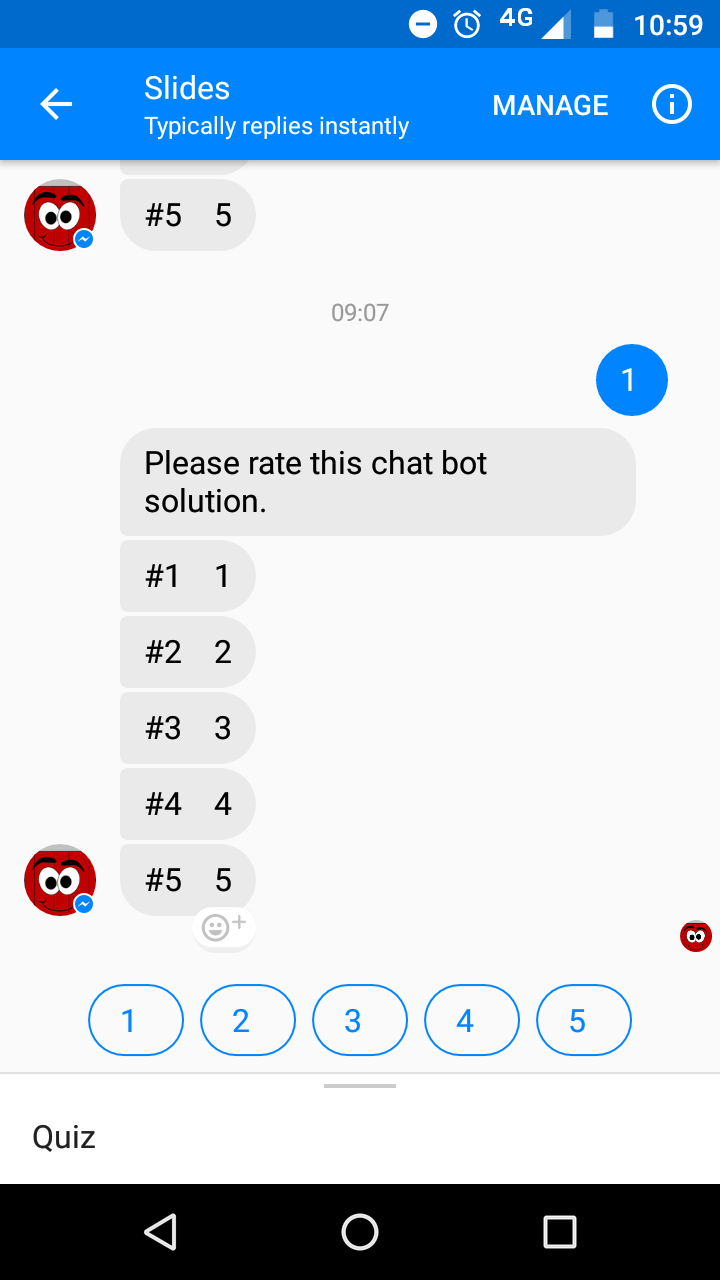 4G 10:59
Slides
Typically replies instantly
MANAGE
#5 5
09:07
1
Please rate this chat bot
solution.
#1 1
#2 2
#3 3
#4 4
#5 5
1 2 3 4 5
Quiz